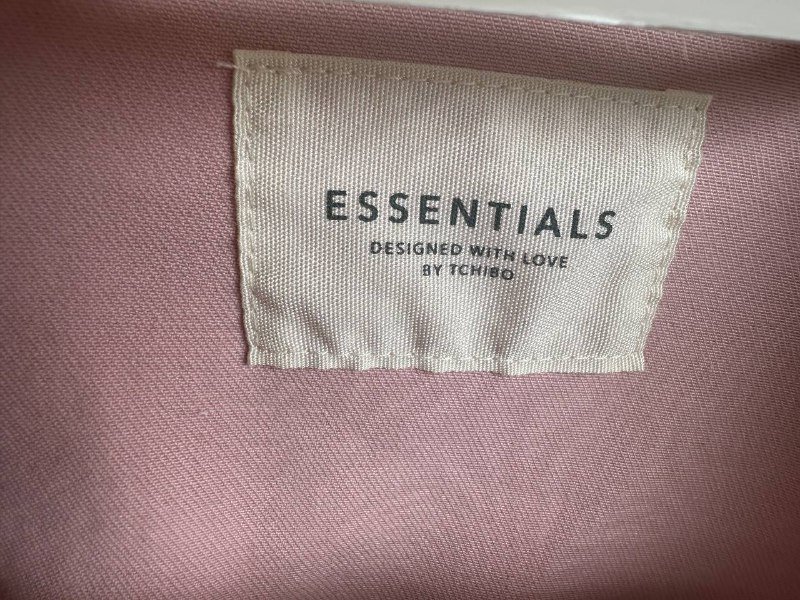 ESSENTIALS
DESIGNED WITH LOVE
BY TCHIBO